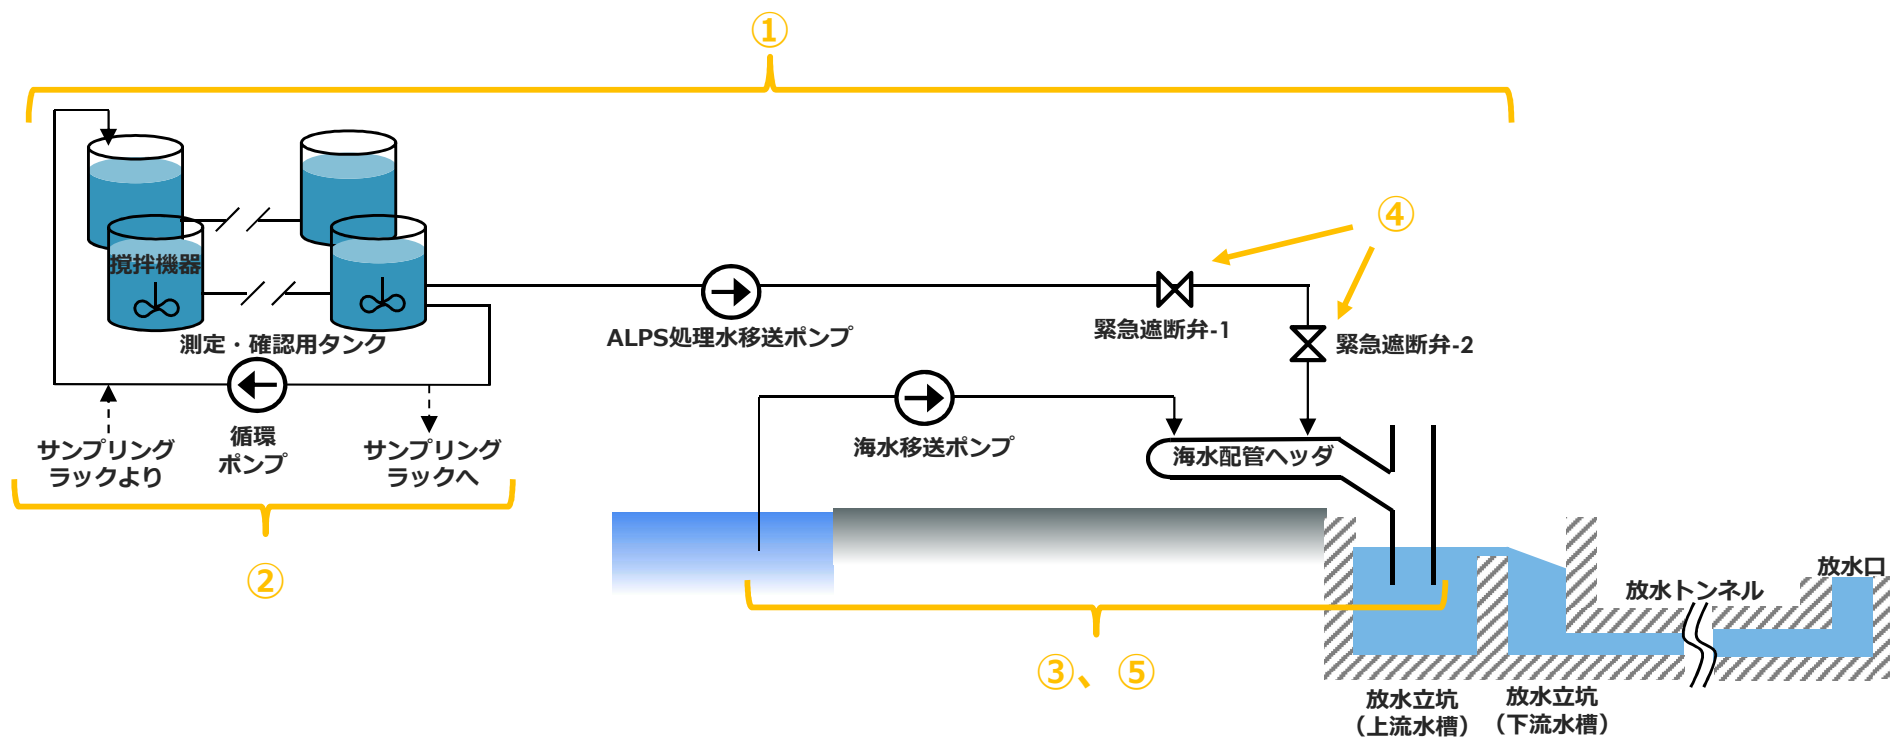 ①
④
撹拌機器
測定・確認用タンク
ALPS処理水移送ポンプ
緊急遮断弁-1
緊急遮断弁-2
サンプリング
ラックより
循環
ポンプ
サンプリング
ラックへ
海水移送ポンプ
海水配管ヘッダ
②
③、⑤
放水トンネル
放水口
放水立坑
（上流水槽）
放水立坑
（下流水槽）